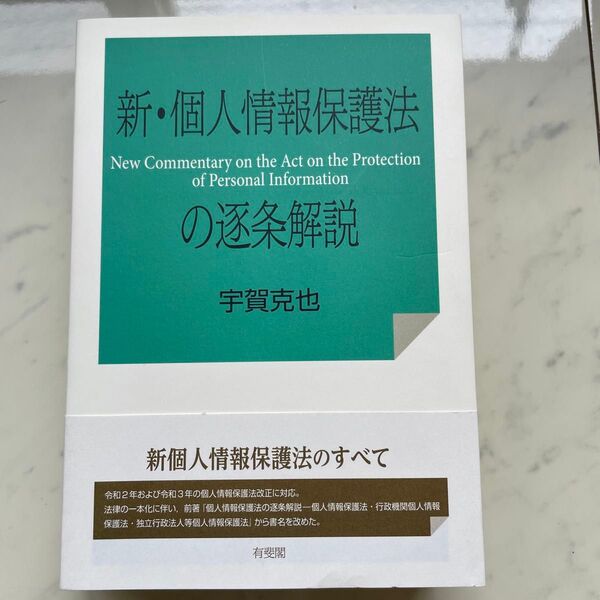 新・個人情報保護法
New Commentary on the Act on the Protection
of Personal Information
の逐条解説
宇賀克也
新個人情報保護法のすべて
令和2年および令和3年の個人情報保護法改正に対応。
法律の一本化に伴い、前著「個人情報保護法の逐条解説―個人情報保護法・行政機関個人情報
保護法・独立行政法人等個人情報保護法」から書名を改めた。
有斐閣